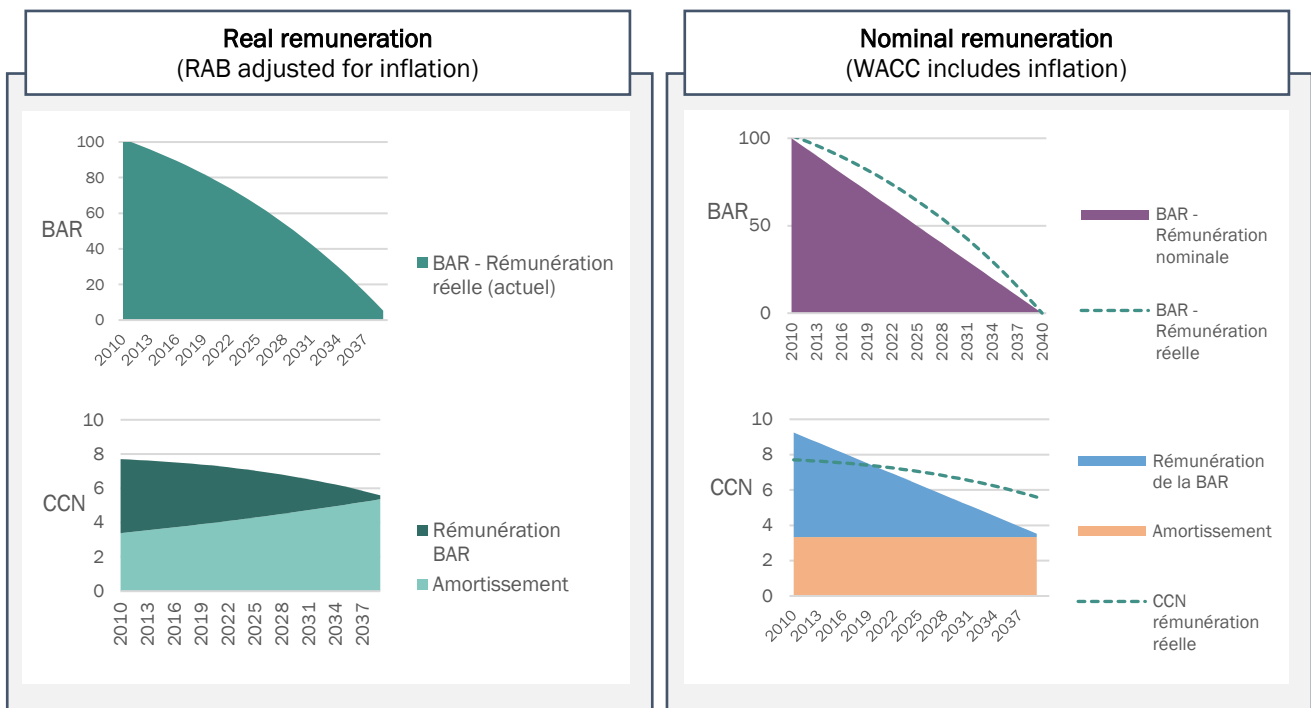 Real remuneration
(RAB adjusted for inflation)
100
80
60
40
20
0
BAR
2010
2013
2016
2019
2022
2025
2028
2031
2034
2037
BAR - Rémunération
réelle (actuel)
10
8
6
4
2
0
CCN
2010
2013
2016
2019
2022
2025
2028
2031
2034
2037
Rémunération
BAR
Amortissement
Nominal remuneration
(WACC includes inflation)
100
50
0
BAR
2010
2013
2016
2019
2022
2025
2028
2031
2034
2037
2040
BAR -
Rémunération
nominale
BAR -
Rémunération
réelle
10
8
6
4
2
0
CCN
2010
2013
2016
2019
2022
2025
2028
2031
2034
2037
Rémunération
de la BAR
Amortissement
CCN
rémunération
réelle